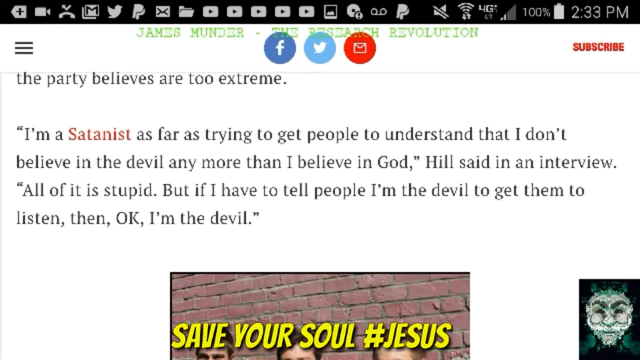 100% 2:33 PM
JAMES MUNDER - THE RESEARCH REVOLUTION
SUBSCRIBE
the party believes are too extreme.
“I’m a Satanist as far as trying to get people to understand that I don’t
believe in the devil any more than I believe in God,” Hill said in an interview.
“All of it is stupid. But if I have to tell people I’m the devil to get them to
listen, then, OK, I’m the devil.”
SAVE YOUR SOUL #JESUS